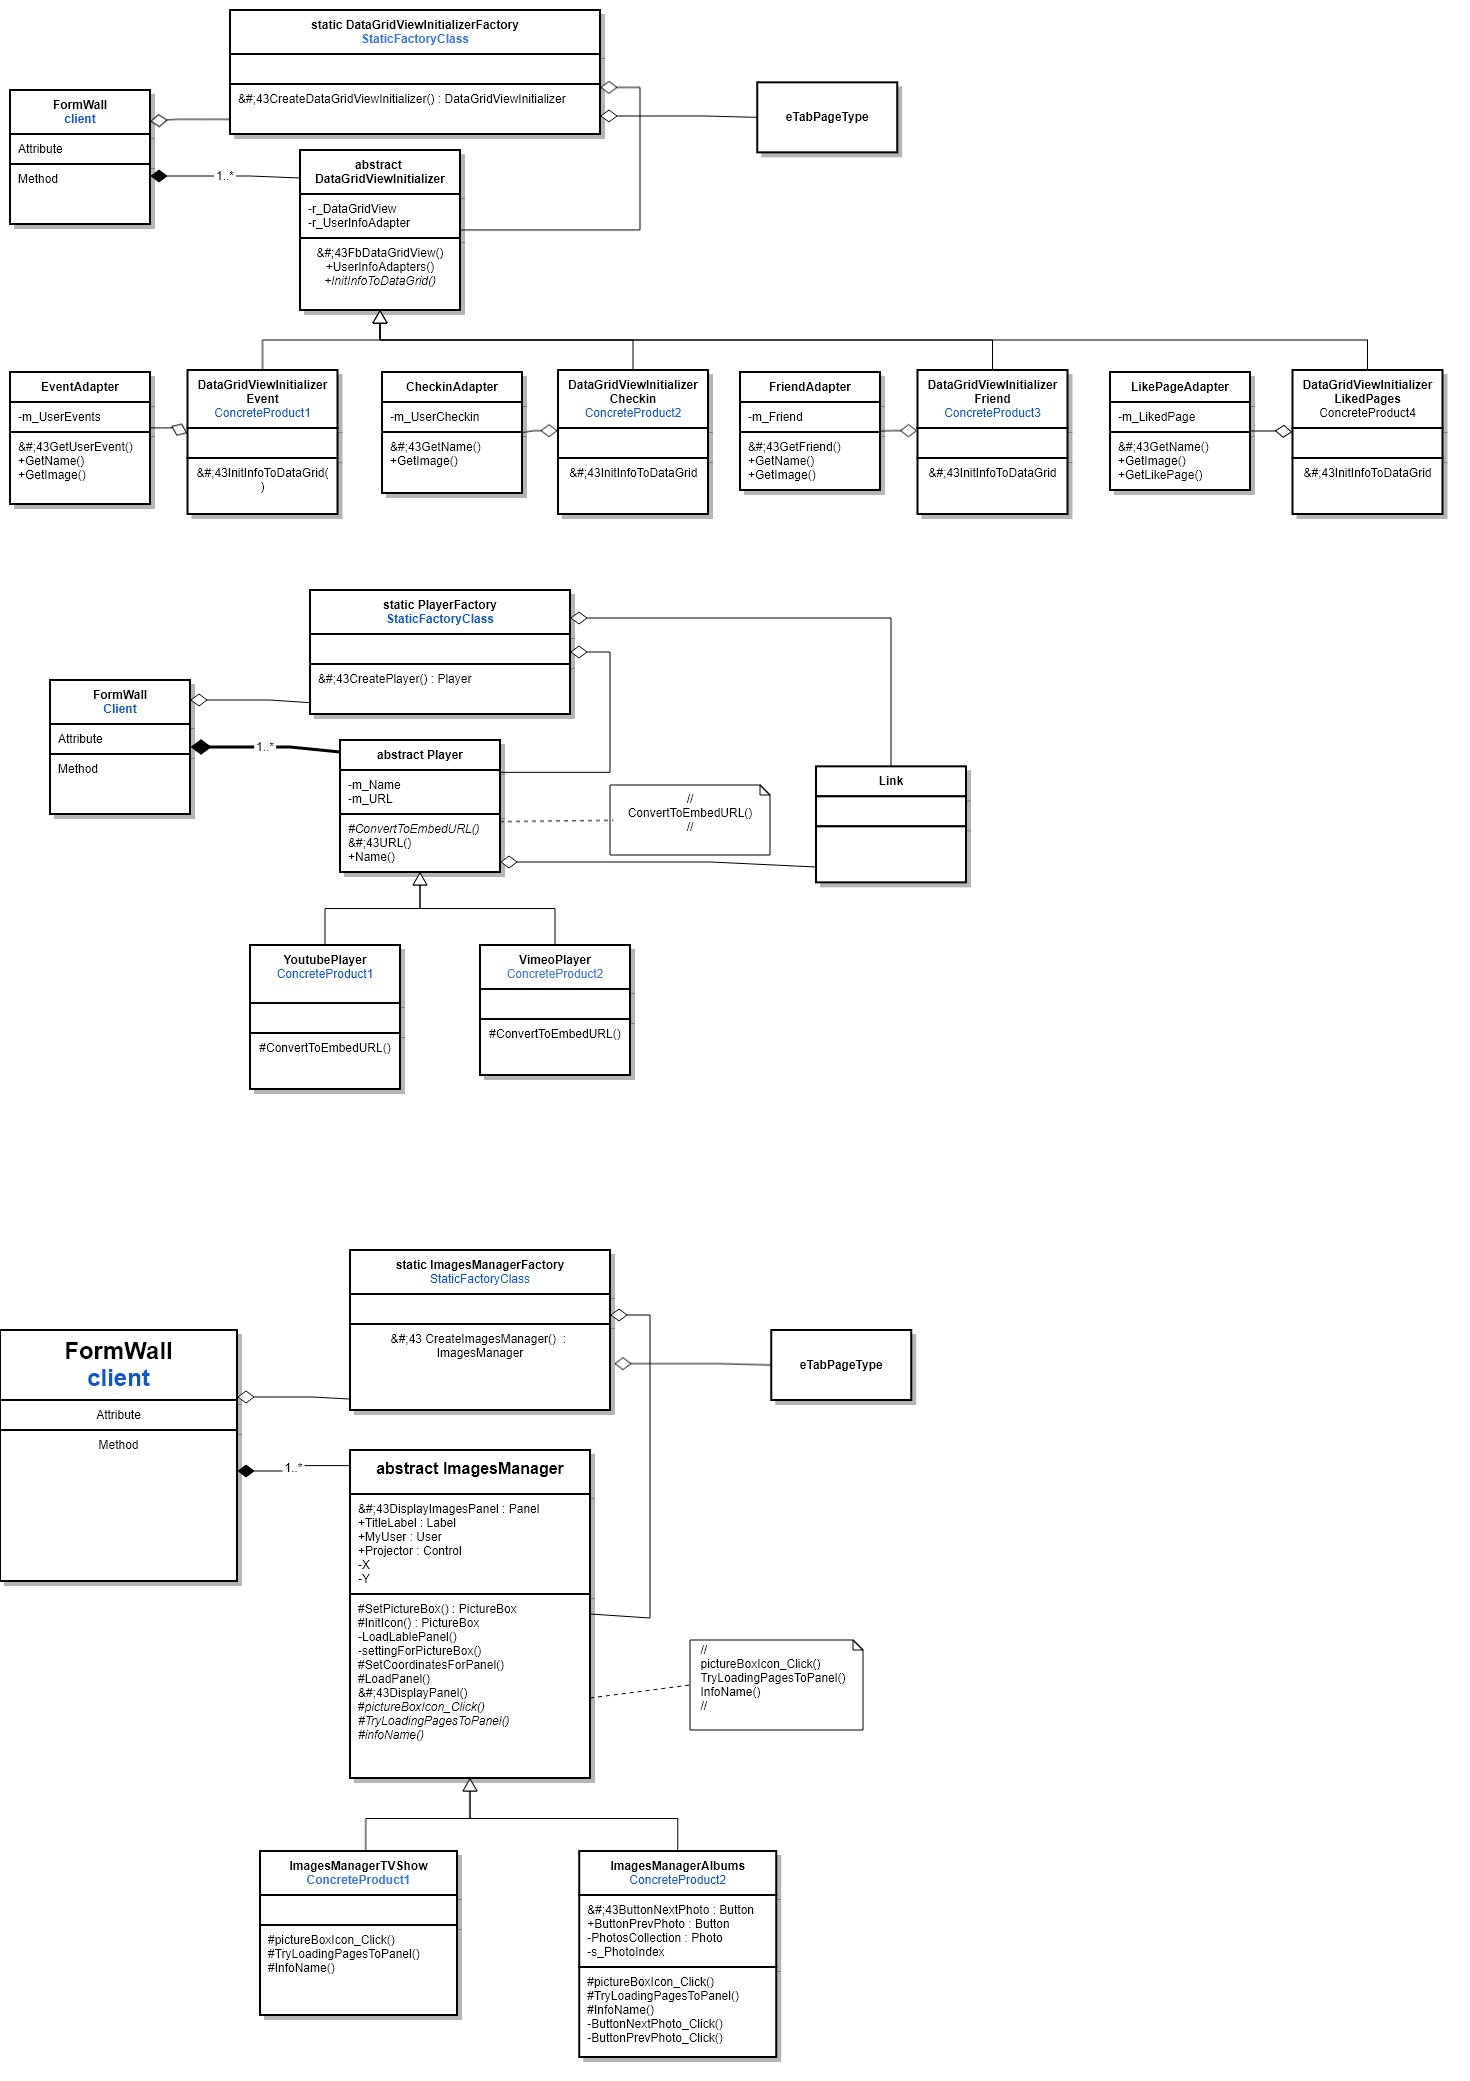 static DataGridViewInitializerFactory
StaticFactoryClass
&#;43CreateDataGridViewInitializer() : DataGridViewInitializer
FormWall
client
Attribute
Method
eTabPageType
1..*
abstract
DataGridViewInitializer
-r_DataGridView
-r_UserInfoAdapter
&#;43FbDataGridView()
+UserInfoAdapters()
+InitInfoToDataGrid()
EventAdapter
-m_UserEvents
&#;43GetUserEvent()
+GetName()
+GetImage()
DataGridViewInitializer
Event
ConcreteProduct1
&#;43InitInfoToDataGrid(
)
CheckinAdapter
-m_UserCheckin
&#;43GetName()
+GetImage()
DataGridViewInitializer
Checkin
ConcreteProduct2
&#;43InitInfoToDataGrid
FriendAdapter
-m_Friend
&#;43GetFriend()
+GetName()
+GetImage()
DataGridViewInitializer
Friend
ConcreteProduct3
&#;43InitInfoToDataGrid
LikePageAdapter
-m_LikedPage
&#;43GetName()
+GetImage()
+GetLikePage()
DataGridViewInitializer
LikedPages
ConcreteProduct4
&#;43InitInfoToDataGrid
static PlayerFactory
StaticFactoryClass
&#;43CreatePlayer() : Player
FormWall
Client
Attribute
Method
1..*
abstract Player
-m_Name
-m_URL
#ConvertToEmbedURL()
&#;43URL()
+Name()
//
ConvertToEmbedURL()
//
Link
YoutubePlayer
ConcreteProduct1
#ConvertToEmbedURL()
VimeoPlayer
ConcreteProduct2
#ConvertToEmbedURL()
static ImagesManagerFactory
StaticFactoryClass
&#;43 CreateImagesManager()  :
ImagesManager
FormWall
client
Attribute
Method
eTabPageType
1..*
abstract ImagesManager
&#;43DisplayImagesPanel : Panel
+TitleLabel : Label
+MyUser : User
+Projector : Control
-X
-Y
#SetPictureBox() : PictureBox
#InitIcon() : PictureBox
-LoadLablePanel()
-settingForPictureBox()
#SetCoordinatesForPanel()
#LoadPanel()
&#;43DisplayPanel()
#pictureBoxIcon_Click()
#TryLoadingPagesToPanel()
#infoName()
//
pictureBoxIcon_Click()
TryLoadingPagesToPanel()
InfoName()
//
ImagesManagerTVShow
ConcreteProduct1
#pictureBoxIcon_Click()
#TryLoadingPagesToPanel()
#InfoName()
ImagesManagerAlbums
ConcreteProduct2
&#;43ButtonNextPhoto : Button
+ButtonPrevPhoto : Button
-PhotosCollection : Photo
-s_PhotoIndex
#pictureBoxIcon_Click()
#TryLoadingPagesToPanel()
#InfoName()
-ButtonNextPhoto_Click()
-ButtonPrevPhoto_Click()